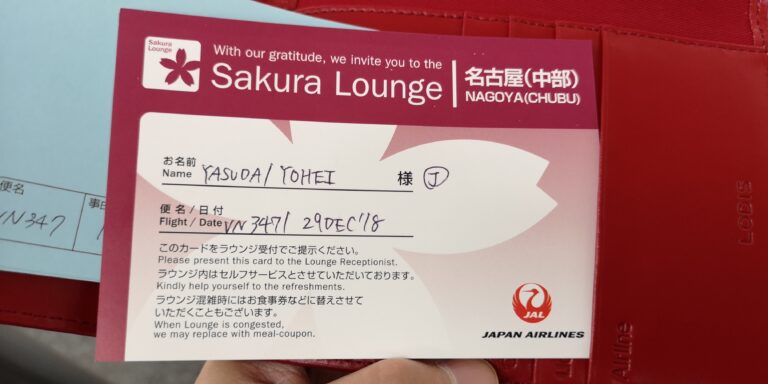 Sakura
Lounge
With our gratitude, we invite you to the
Sakura Lounge
名古屋(中部)
NAGOYA(CHUBU)
お名前
Name YASUDA/YOHEI 様 J
便名 / 日付
Flight / Date VN347/ 29DEC'18
このカードをラウンジ受付でご提示ください。
Please present this card to the Lounge Receptionist.
ラウンジ内はセルフサービスとさせていただいております。
Kindly help yourself to the refreshments.
ラウンジ混雑時にはお食事券などに替えさせて
いただくこともございます。
When Lounge is congested,
we may replace with meal-coupon.
JAL
JAPAN AIRLINES
便名
VN347
LODIS
Airline